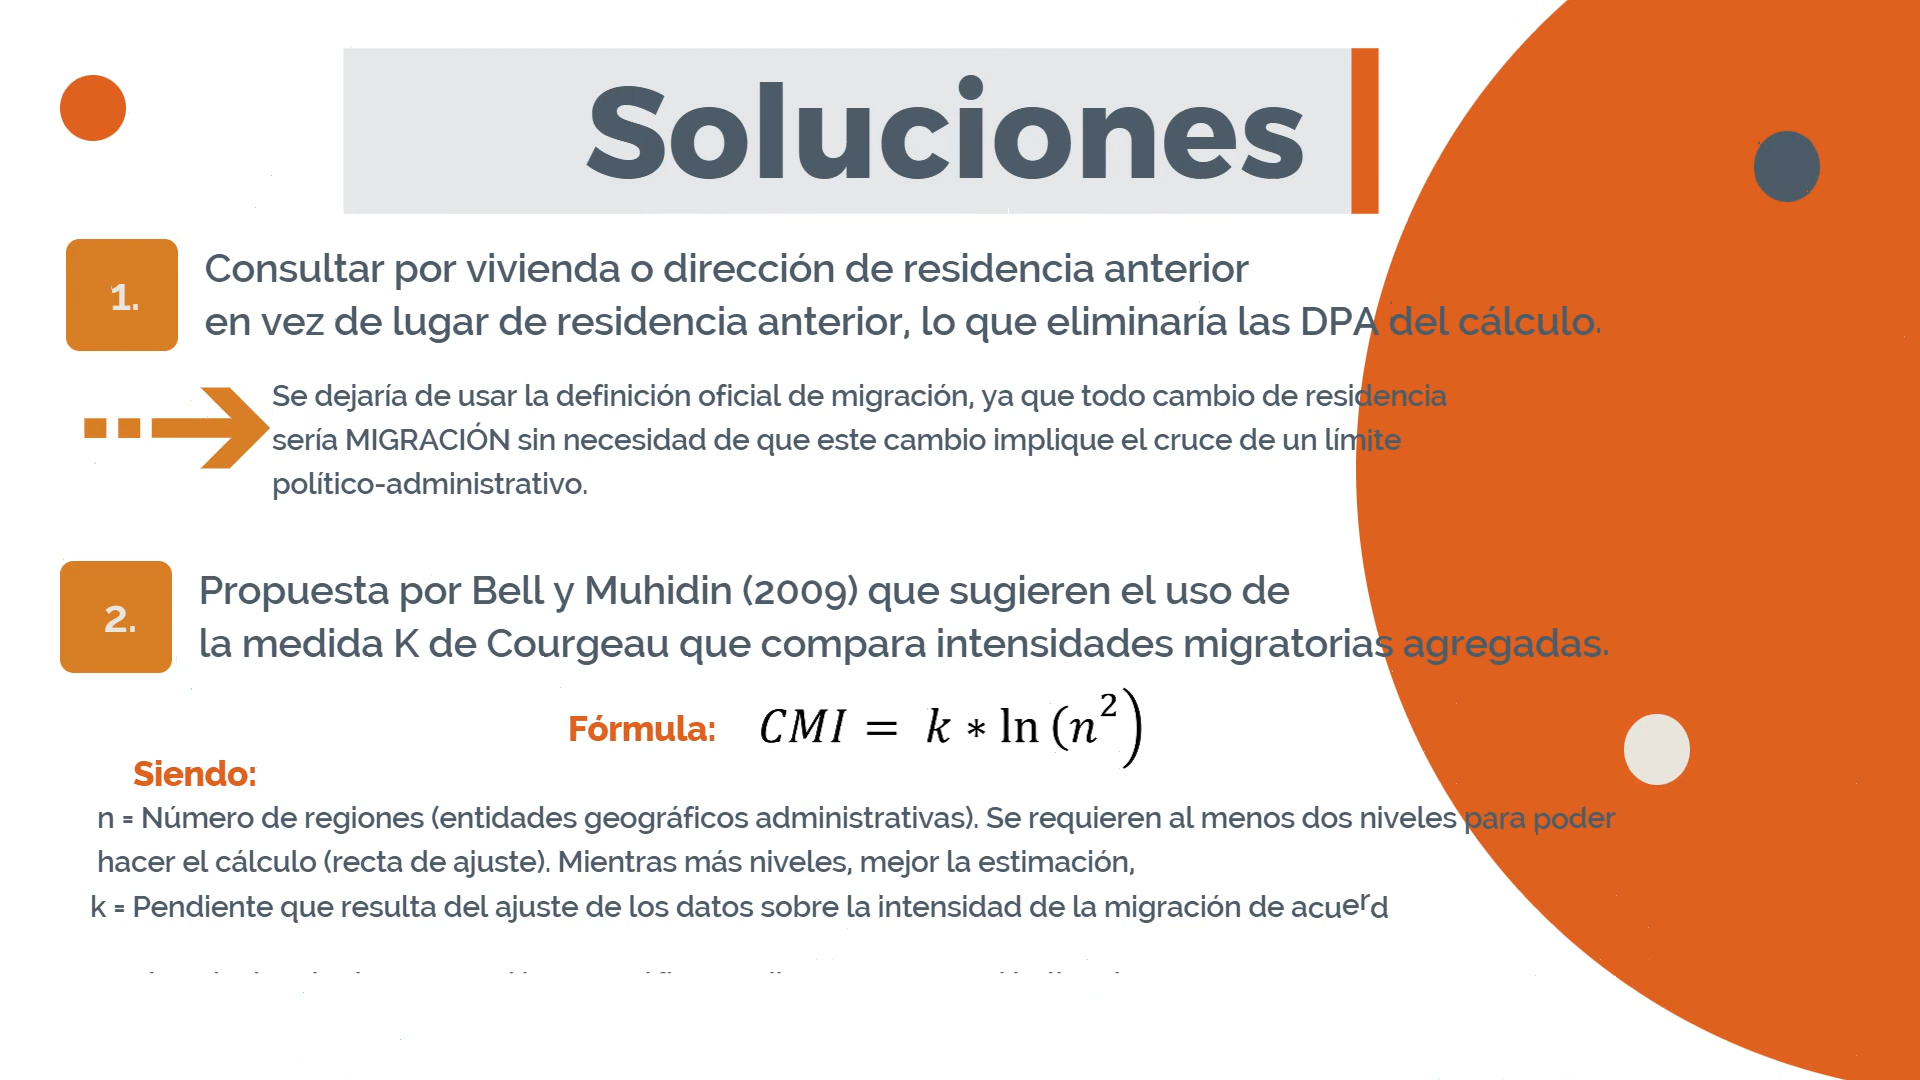 Soluciones
1.
Consultar por vivienda o dirección de residencia anterior
en vez de lugar de residencia anterior, lo que eliminaría las DPA del cálculo.
Se dejaría de usar la definición oficial de migración, ya que todo cambio de residencia
sería MIGRACIÓN sin necesidad de que este cambio implique el cruce de un límite
político-administrativo.
2.
Propuesta por Bell y Muhidin (2009) que sugieren el uso de
la medida K de Courgeau que compara intensidades migratorias agregadas.
Fórmula: CMI = k * ln (n²)
Siendo:
n = Número de regiones (entidades geográficos administrativas). Se requieren al menos dos niveles para poder
hacer el cálculo (recta de ajuste). Mientras más niveles, mejor la estimación,
k = Pendiente que resulta del ajuste de los datos sobre la intensidad de la migración de acuerd